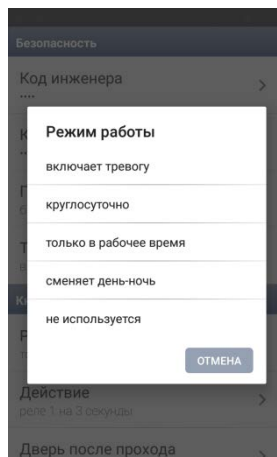 Безопасность
Код инженера
••••
Режим работы
включает тревогу
круглосуточно
только в рабочее время
сменяет день-ночь
не используется
ОТМЕНА
Действие
реле 1 на 3 секунды
Дверь после прохода